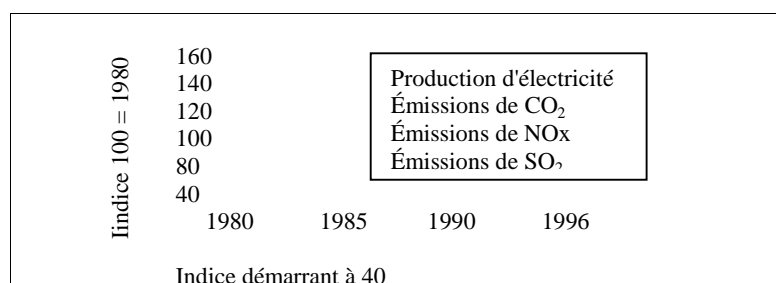 Iindice 100 = 1980
160
140
120
100
80
40
Production d'électricité
Émissions de CO₂
Émissions de NOx
Émissions de SO₂
1980 1985 1990 1996
Indice démarrant à 40